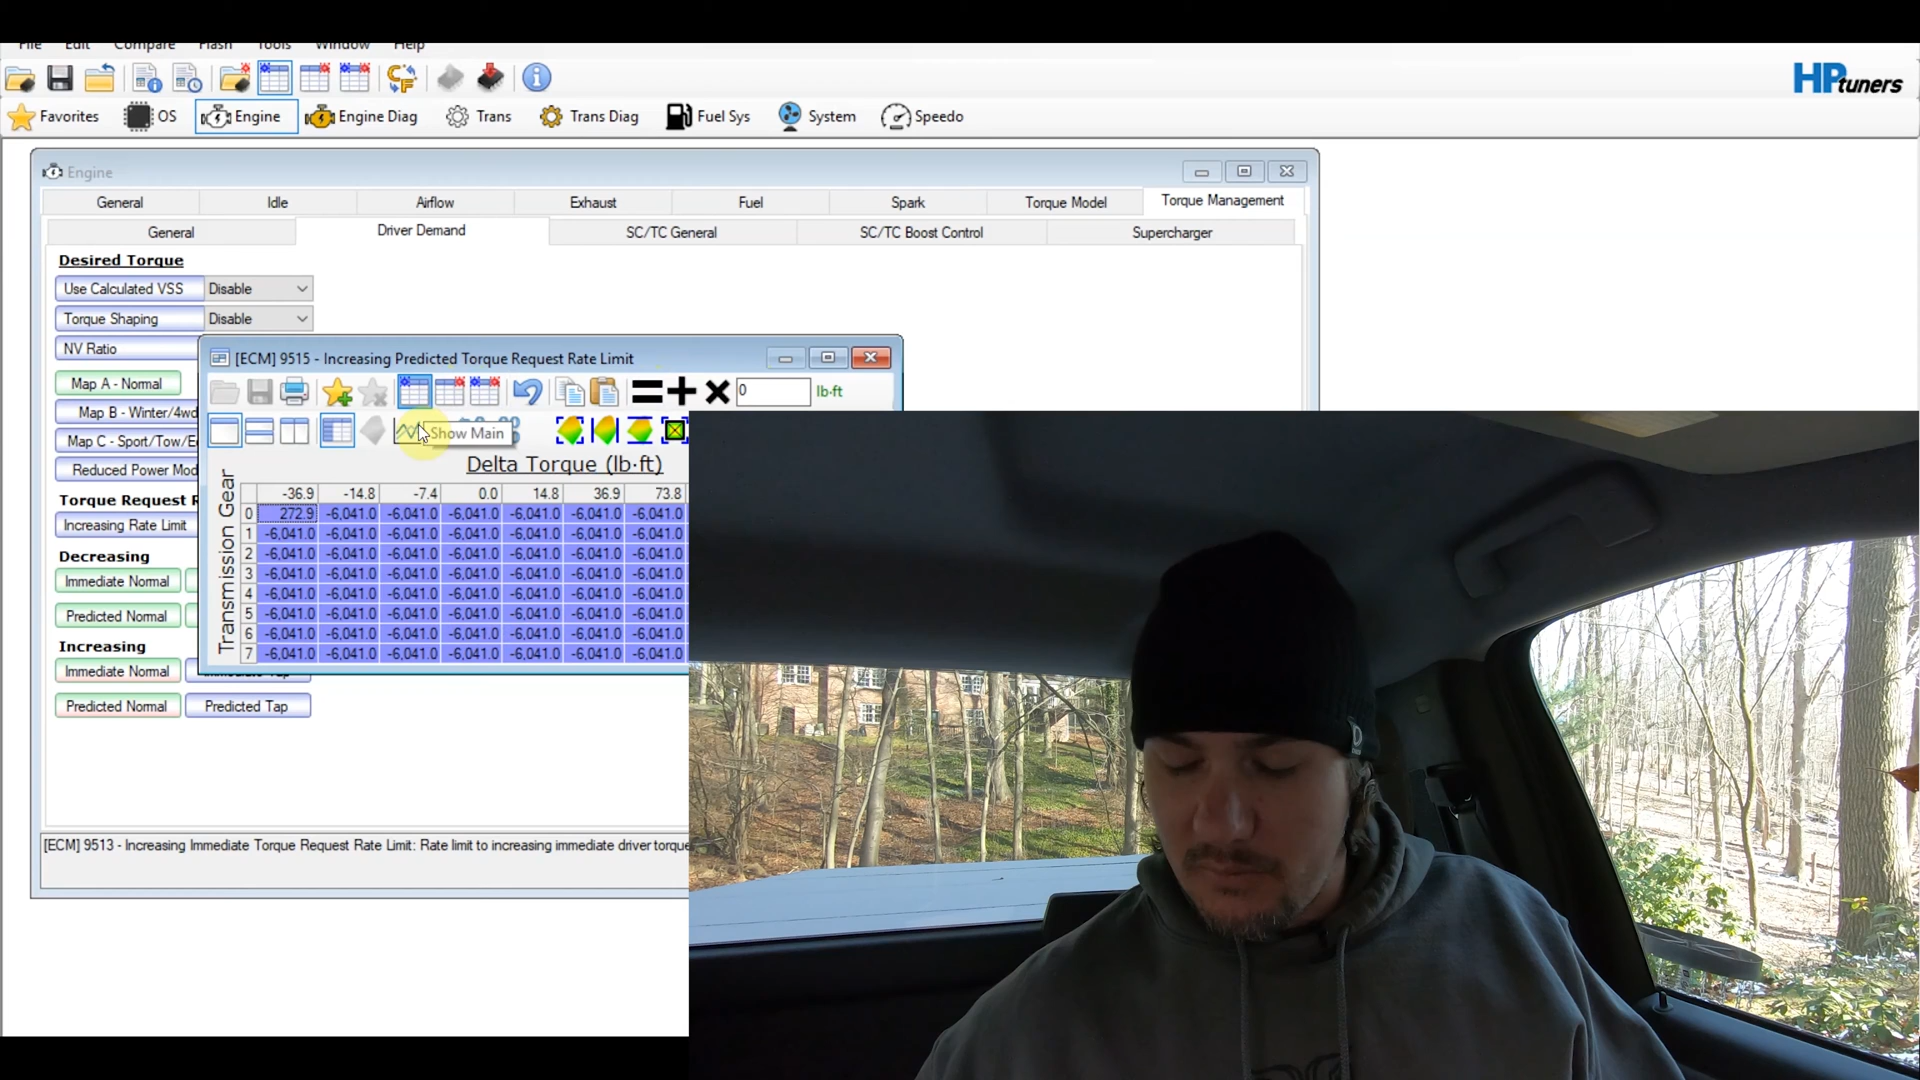 File Edit Compare Flash Tools Window Help
HPtuners
Favorites OS Engine Engine Diag Trans Trans Diag Fuel Sys System Speedo
Engine
General Idle Airflow Exhaust Fuel Spark Torque Model Torque Management
General Driver Demand SC/TC General SC/TC Boost Control Supercharger
Desired Torque
Use Calculated VSS Disable
Torque Shaping Disable
NV Ratio
Map A - Normal
Map B - Winter/4wd
Map C - Sport/Tow/E
Reduced Power Mod
Torque Request R
Increasing Rate Limit
Decreasing
Immediate Normal
Predicted Normal
Increasing
Immediate Normal
Predicted Normal Predicted Tap
[ECM] 9515 - Increasing Predicted Torque Request Rate Limit
0 lb·ft
Show Main
Delta Torque (lb·ft)
Transmission Gear
-36.9 -14.8 -7.4 0.0 14.8 36.9 73.8
0 272.9 -6,041.0 -6,041.0 -6,041.0 -6,041.0 -6,041.0 -6,041.0
1 -6,041.0 -6,041.0 -6,041.0 -6,041.0 -6,041.0 -6,041.0 -6,041.0
2 -6,041.0 -6,041.0 -6,041.0 -6,041.0 -6,041.0 -6,041.0 -6,041.0
3 -6,041.0 -6,041.0 -6,041.0 -6,041.0 -6,041.0 -6,041.0 -6,041.0
4 -6,041.0 -6,041.0 -6,041.0 -6,041.0 -6,041.0 -6,041.0 -6,041.0
5 -6,041.0 -6,041.0 -6,041.0 -6,041.0 -6,041.0 -6,041.0 -6,041.0
6 -6,041.0 -6,041.0 -6,041.0 -6,041.0 -6,041.0 -6,041.0 -6,041.0
7 -6,041.0 -6,041.0 -6,041.0 -6,041.0 -6,041.0 -6,041.0 -6,041.0
[ECM] 9513 - Increasing Immediate Torque Request Rate Limit: Rate limit to increasing immediate driver torque